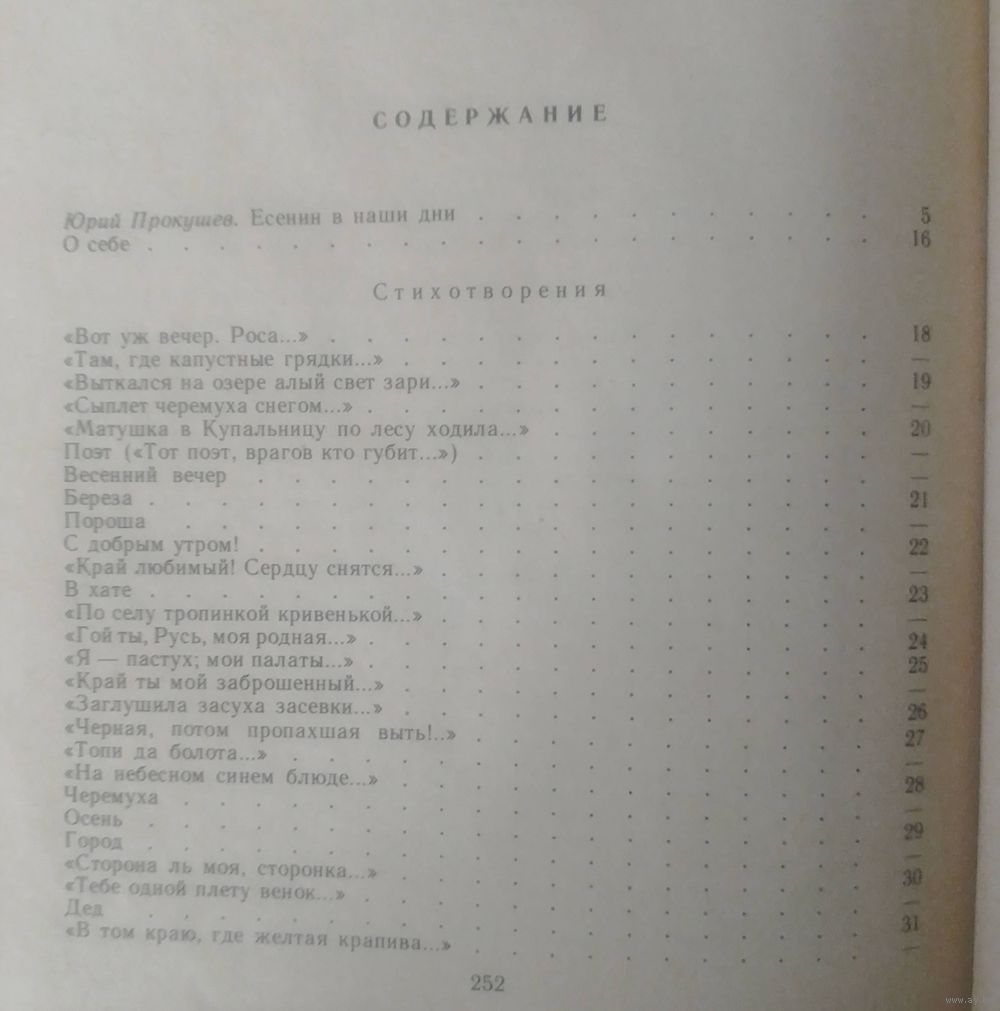 СОДЕРЖАНИЕ
Юрий Прокушев. Есенин в наши дни . . . . . . . . . . . 5
О себе . . . . . . . . . . . . . . . . . . . . 16
Стихотворения
«Вот уж вечер. Роса...» . . . . . . . . . . . . . . . 18
«Там, где капустные грядки...» . . . . . . . . . . . . . —
«Выткался на озере алый свет зари...» . . . . . . . . . . . 19
«Сыплет черемуха снегом...» . . . . . . . . . . . . . . —
«Матушка в Купальницу по лесу ходила...» . . . . . . . . . 20
Поэт («Тот поэт, врагов кто губит...») . . . . . . . . . . . —
Весенний вечер . . . . . . . . . . . . . . . . . —
Береза . . . . . . . . . . . . . . . . . . . . 21
Пороша . . . . . . . . . . . . . . . . . . . —
С добрым утром! . . . . . . . . . . . . . . . . . 22
«Край любимый! Сердцу снятся...» . . . . . . . . . . . . —
В хате . . . . . . . . . . . . . . . . . . . . 23
«По селу тропинкой кривенькой...» . . . . . . . . . . . . —
«Гой ты, Русь, моя родная...» . . . . . . . . . . . . . . 24
«Я — пастух; мои палаты...» . . . . . . . . . . . . . . 25
«Край ты мой заброшенный...» . . . . . . . . . . . . . —
«Заглушила засуха засевки...» . . . . . . . . . . . . . 26
«Черная, потом пропахшая выть!..» . . . . . . . . . . . 27
«Топи да болота...» . . . . . . . . . . . . . . . . —
«На небесном синем блюде...» . . . . . . . . . . . . . 28
Черемуха . . . . . . . . . . . . . . . . . . . —
Осень . . . . . . . . . . . . . . . . . . . . 29
Город . . . . . . . . . . . . . . . . . . . . —
«Сторона ль моя, сторонка...» . . . . . . . . . . . . . 30
«Тебе одной плету венок...» . . . . . . . . . . . . . . —
Дед . . . . . . . . . . . . . . . . . . . . 31
«В том краю, где желтая крапива...» . . . . . . . . . . . —
252